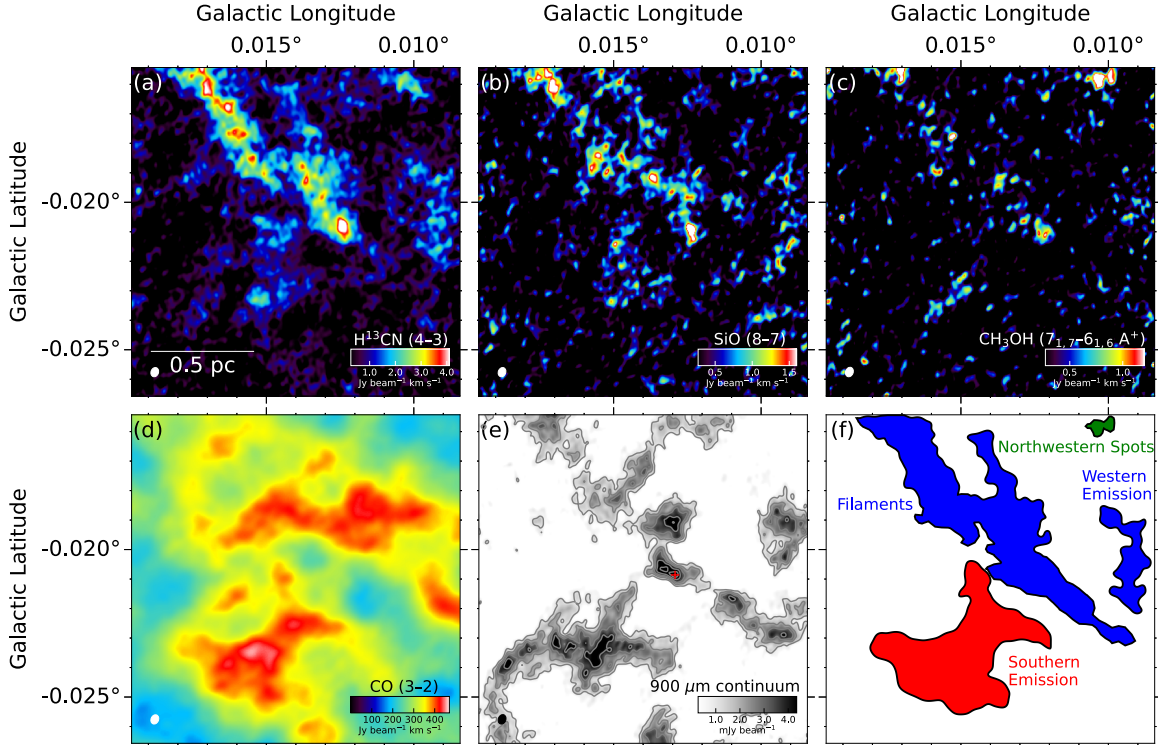 Galactic Longitude Galactic Longitude Galactic Longitude
0.015° 0.010° 0.015° 0.010° 0.015° 0.010°
Galactic Latitude
-0.020°
-0.025°
(a)
0.5 pc
H¹³CN (4–3)
1.0 2.0 3.0 4.0
Jy beam⁻¹ km s⁻¹
(b)
SiO (8–7)
0.5 1.0 1.5
Jy beam⁻¹ km s⁻¹
(c)
CH₃OH (7₁,₇–6₁,₆ A⁺)
0.5 1.0
Jy beam⁻¹ km s⁻¹
Galactic Latitude
-0.020°
-0.025°
(d)
CO (3–2)
100 200 300 400
Jy beam⁻¹ km s⁻¹
(e)
900 μm continuum
1.0 2.0 3.0 4.0
mJy beam⁻¹
(f)
Northwestern Spots
Western
Emission
Filaments
Southern
Emission